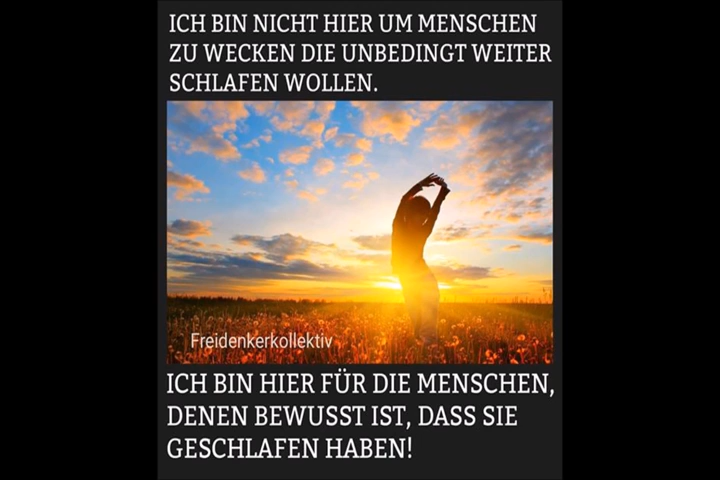 ICH BIN NICHT HIER UM MENSCHEN
ZU WECKEN DIE UNBEDINGT WEITER
SCHLAFEN WOLLEN.
Freidenkerkollektiv
ICH BIN HIER FÜR DIE MENSCHEN,
DENEN BEWUSST IST, DASS SIE
GESCHLAFEN HABEN!